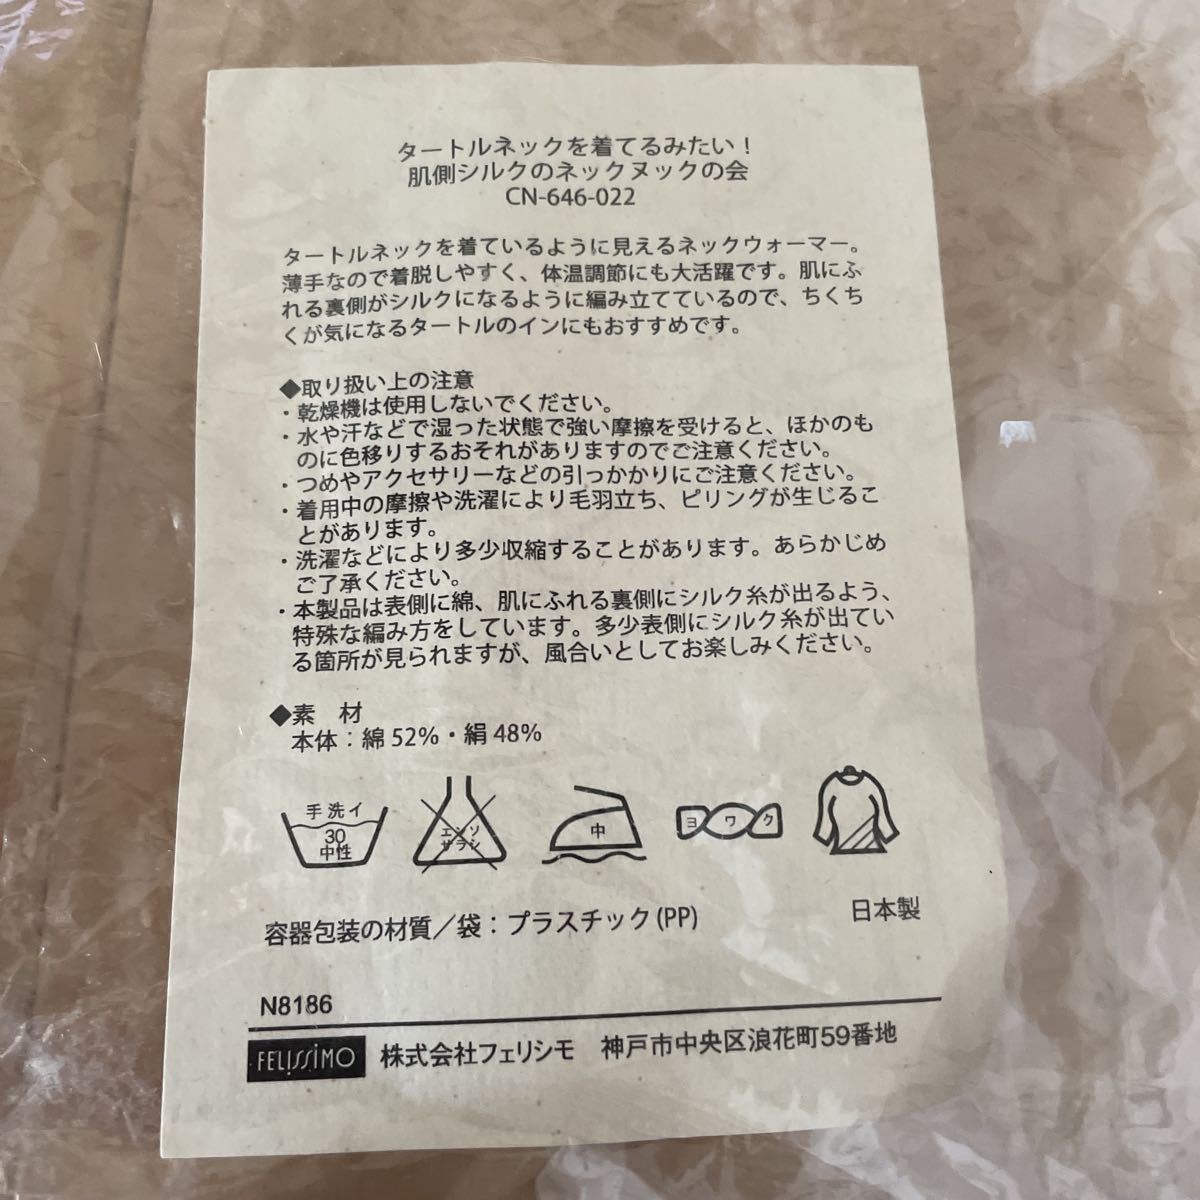 タートルネックを着てるみたい！
肌側シルクのネックヌックの会
CN-646-022
タートルネックを着ているように見えるネックウォーマー。
薄手なので着脱しやすく、体温調節にも大活躍です。肌にふ
れる裏側がシルクになるように編み立てているので、ちくち
くが気になるタートルのインにもおすすめです。
◆取り扱い上の注意
・乾燥機は使用しないでください。
・水や汗などで湿った状態で強い摩擦を受けると、ほかのも
のに色移りするおそれがありますのでご注意ください。
・つめやアクセサリーなどの引っかかりにご注意ください。
・着用中の摩擦や洗濯により毛羽立ち、ピリングが生じるこ
とがあります。
・洗濯などにより多少収縮することがあります。あらかじめ
ご了承ください。
・本製品は表側に綿、肌にふれる裏側にシルク糸が出るよう、
特殊な編み方をしています。多少表側にシルク糸が出てい
る箇所が見られますが、風合いとしてお楽しみください。
◆素　材
本体：綿 52%・絹 48%
手洗イ
30
中性
エンソ
サラシ
中
ヨワク
容器包装の材質／袋：プラスチック (PP)
日本製
N8186
FELISSIMO 株式会社フェリシモ　神戸市中央区浪花町59番地